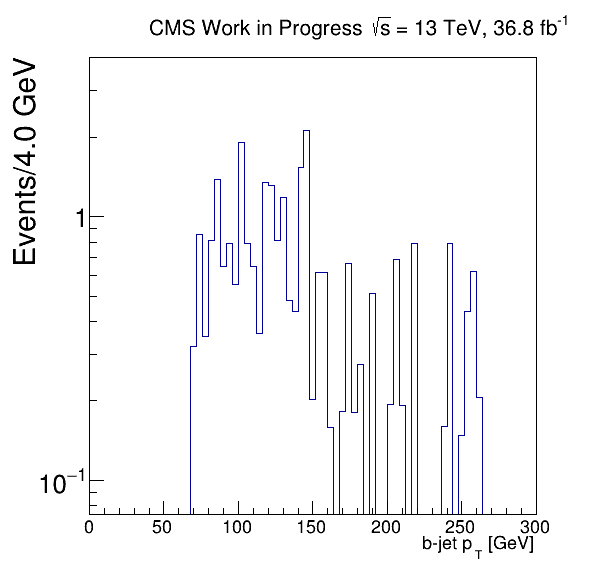 CMS Work in Progress √s = 13 TeV, 36.8 fb⁻¹
Events/4.0 GeV
1
10⁻¹
0 50 100 150 200 250 300
b-jet p_T [GeV]